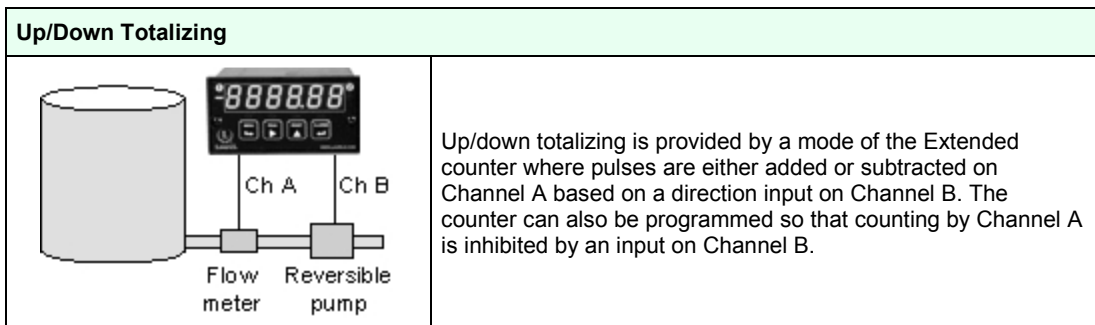 Up/Down Totalizing
-8888.88
Ch A
Ch B
Flow
meter
Reversible
pump
Up/down totalizing is provided by a mode of the Extended
counter where pulses are either added or subtracted on
Channel A based on a direction input on Channel B. The
counter can also be programmed so that counting by Channel A
is inhibited by an input on Channel B.